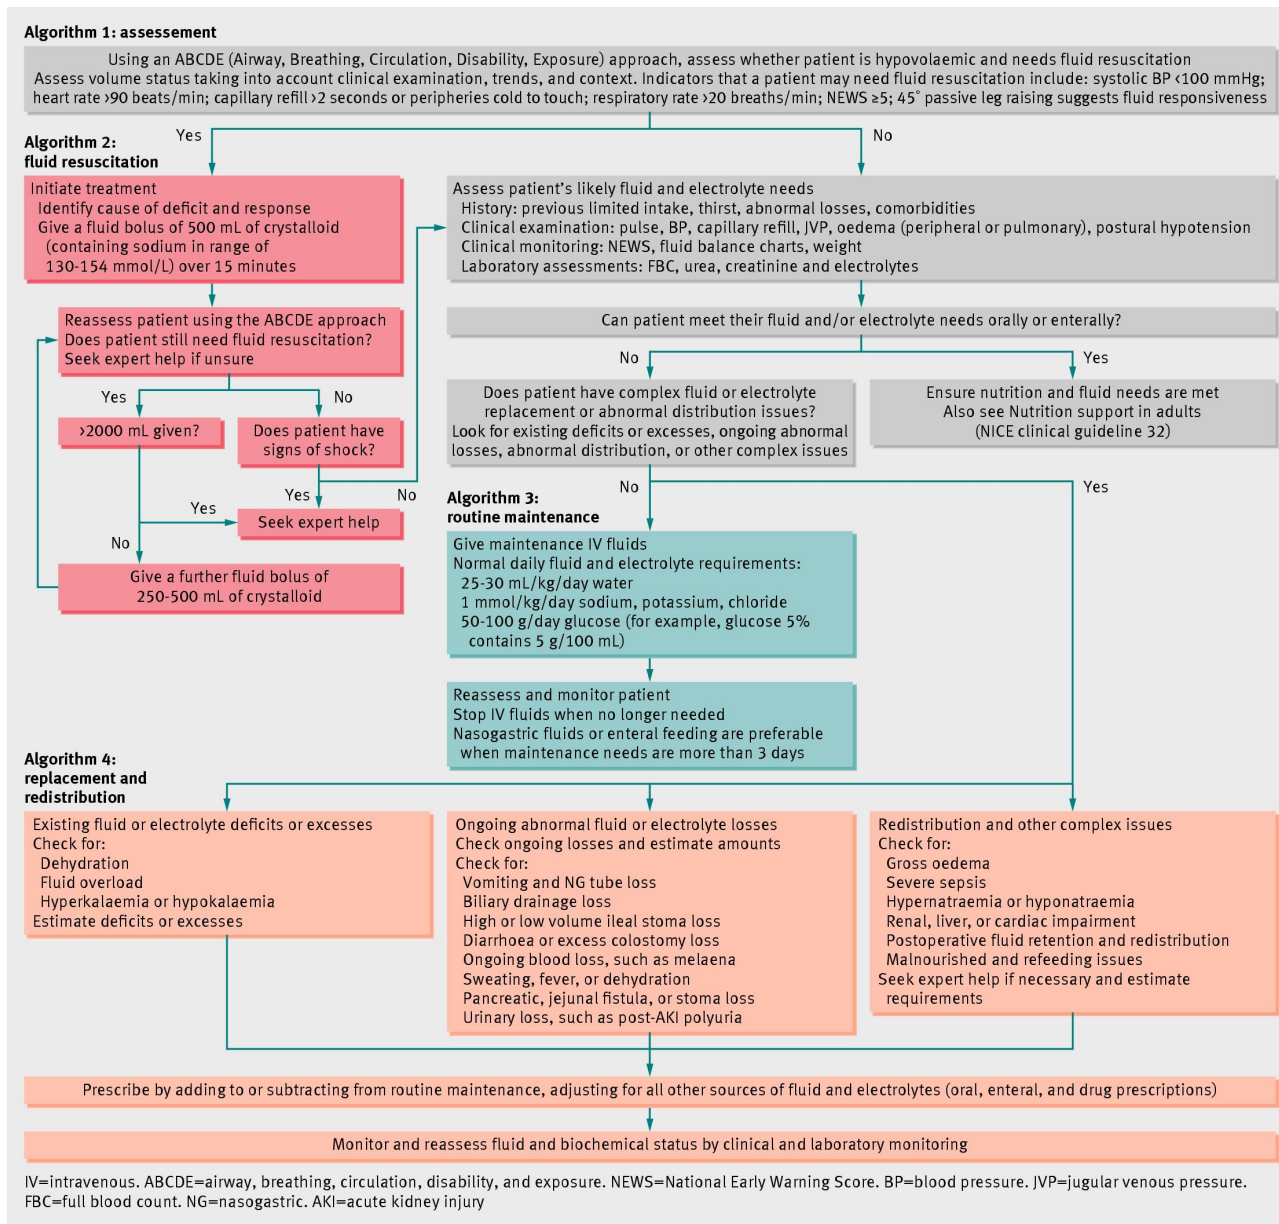 Algorithm 1: assessement
Using an ABCDE (Airway, Breathing, Circulation, Disability, Exposure) approach, assess whether patient is hypovolaemic and needs fluid resuscitation
Assess volume status taking into account clinical examination, trends, and context. Indicators that a patient may need fluid resuscitation include: systolic BP <100 mmHg;
heart rate >90 beats/min; capillary refill >2 seconds or peripheries cold to touch; respiratory rate >20 breaths/min; NEWS ≥5; 45° passive leg raising suggests fluid responsiveness
Yes
No
Algorithm 2:
fluid resuscitation
Initiate treatment
Identify cause of deficit and response
Give a fluid bolus of 500 mL of crystalloid
(containing sodium in range of
130-154 mmol/L) over 15 minutes
Reassess patient using the ABCDE approach
Does patient still need fluid resuscitation?
Seek expert help if unsure
Yes
No
>2000 mL given?
Does patient have
signs of shock?
Yes
No
Yes
Seek expert help
No
Give a further fluid bolus of
250-500 mL of crystalloid
Assess patient's likely fluid and electrolyte needs
History: previous limited intake, thirst, abnormal losses, comorbidities
Clinical examination: pulse, BP, capillary refill, JVP, oedema (peripheral or pulmonary), postural hypotension
Clinical monitoring: NEWS, fluid balance charts, weight
Laboratory assessments: FBC, urea, creatinine and electrolytes
Can patient meet their fluid and/or electrolyte needs orally or enterally?
No
Yes
Does patient have complex fluid or electrolyte
replacement or abnormal distribution issues?
Look for existing deficits or excesses, ongoing abnormal
losses, abnormal distribution, or other complex issues
Ensure nutrition and fluid needs are met
Also see Nutrition support in adults
(NICE clinical guideline 32)
No
Yes
Algorithm 3:
routine maintenance
Give maintenance IV fluids
Normal daily fluid and electrolyte requirements:
25-30 mL/kg/day water
1 mmol/kg/day sodium, potassium, chloride
50-100 g/day glucose (for example, glucose 5%
contains 5 g/100 mL)
Reassess and monitor patient
Stop IV fluids when no longer needed
Nasogastric fluids or enteral feeding are preferable
when maintenance needs are more than 3 days
Algorithm 4:
replacement and
redistribution
Existing fluid or electrolyte deficits or excesses
Check for:
Dehydration
Fluid overload
Hyperkalaemia or hypokalaemia
Estimate deficits or excesses
Ongoing abnormal fluid or electrolyte losses
Check ongoing losses and estimate amounts
Check for:
Vomiting and NG tube loss
Biliary drainage loss
High or low volume ileal stoma loss
Diarrhoea or excess colostomy loss
Ongoing blood loss, such as melaena
Sweating, fever, or dehydration
Pancreatic, jejunal fistula, or stoma loss
Urinary loss, such as post-AKI polyuria
Redistribution and other complex issues
Check for:
Gross oedema
Severe sepsis
Hypernatraemia or hyponatraemia
Renal, liver, or cardiac impairment
Postoperative fluid retention and redistribution
Malnourished and refeeding issues
Seek expert help if necessary and estimate
requirements
Prescribe by adding to or subtracting from routine maintenance, adjusting for all other sources of fluid and electrolytes (oral, enteral, and drug prescriptions)
Monitor and reassess fluid and biochemical status by clinical and laboratory monitoring
IV=intravenous. ABCDE=airway, breathing, circulation, disability, and exposure. NEWS=National Early Warning Score. BP=blood pressure. JVP=jugular venous pressure.
FBC=full blood count. NG=nasogastric. AKI=acute kidney injury